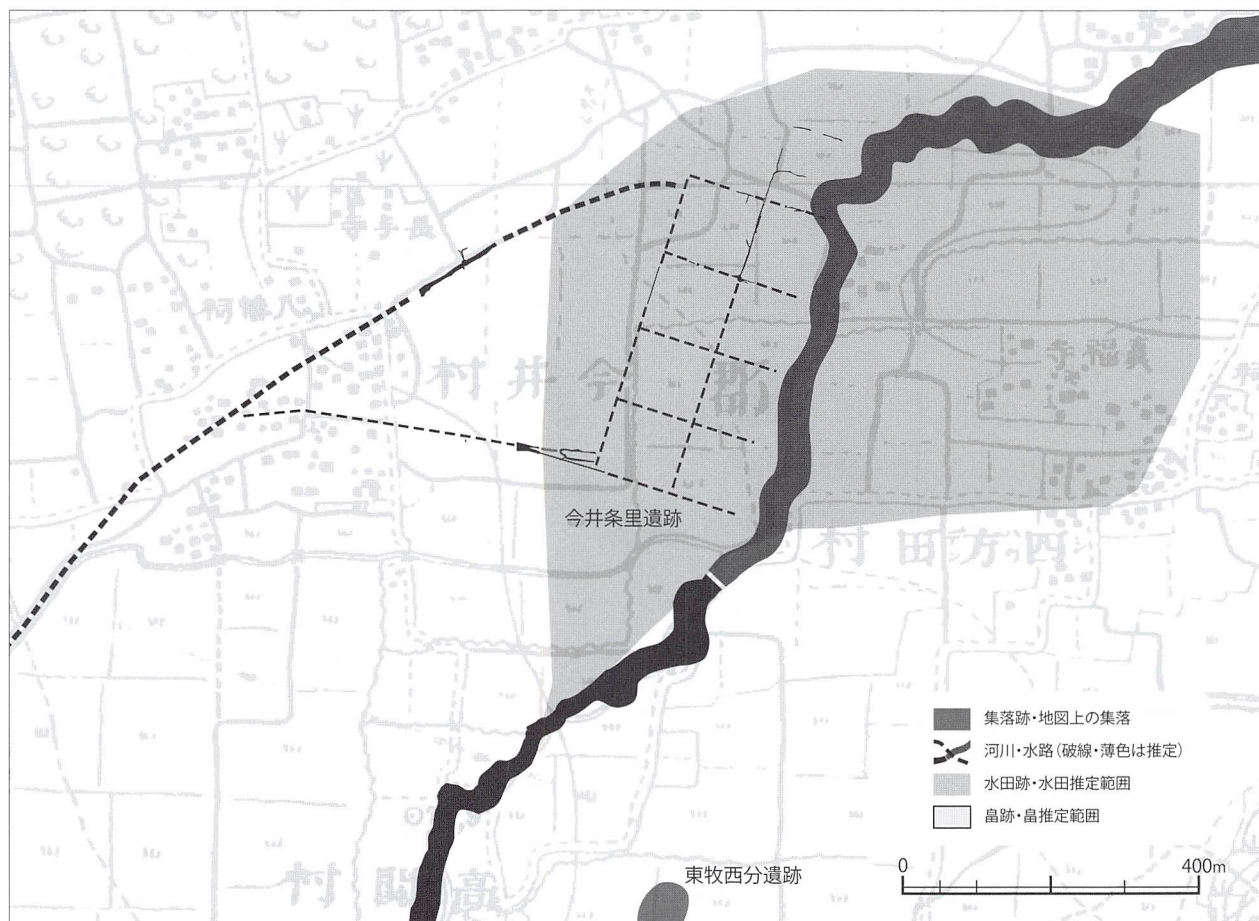 寺与長
祠幡八
村井今
郡
寺福真
今井条里遺跡
村田方四
集落跡・地図上の集落
河川・水路(破線・薄色は推定)
水田跡・水田推定範囲
畠跡・畠推定範囲
村関高
東牧西分遺跡
0 400m